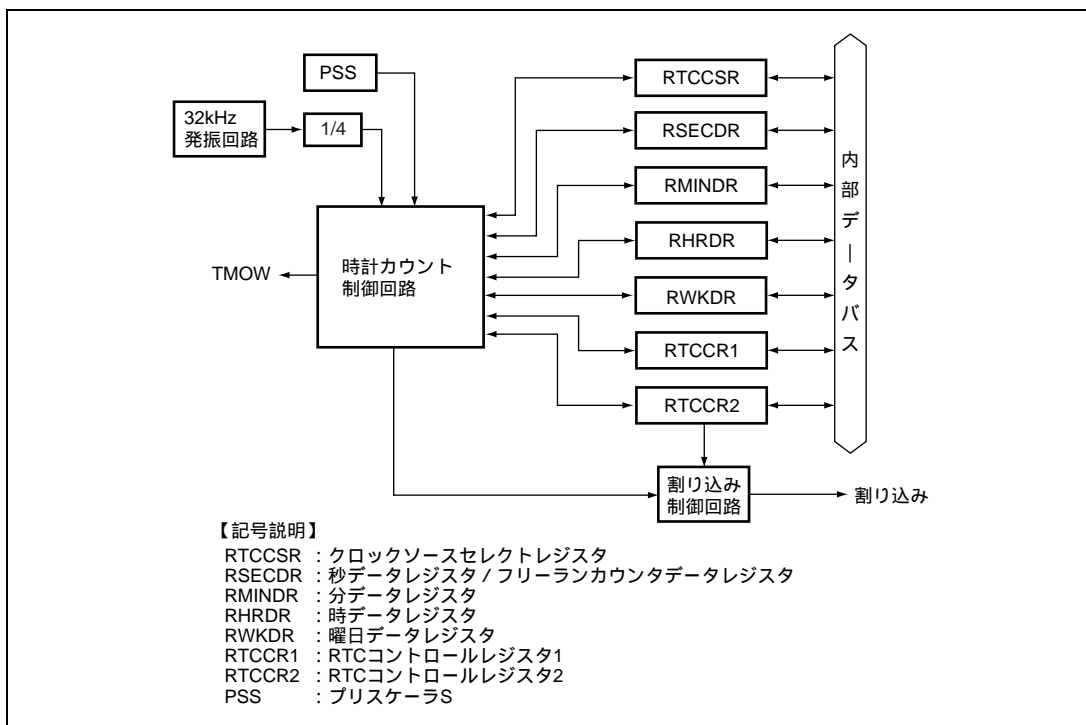 PSS
32kHz
発振回路
1/4
TMOW
時計カウント
制御回路
RTCCSR
RSECDR
RMINDR
RHRDR
RWKDR
RTCCR1
RTCCR2
内部データバス
割り込み
制御回路
割り込み
【記号説明】
RTCCSR :クロックソースセレクトレジスタ
RSECDR :秒データレジスタ / フリーランカウンタデータレジスタ
RMINDR :分データレジスタ
RHRDR :時データレジスタ
RWKDR :曜日データレジスタ
RTCCR1 :RTCコントロールレジスタ1
RTCCR2 :RTCコントロールレジスタ2
PSS :プリスケーラS